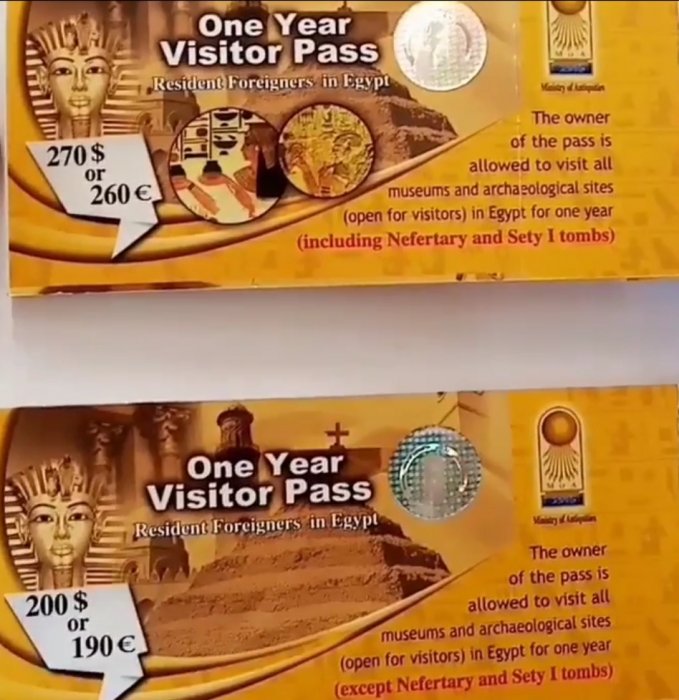 One Year
Visitor Pass
Resident Foreigners in Egypt
270 $
or
260 €
M O A
Ministry of Antiquities
The owner
of the pass is
allowed to visit all
museums and archaeological sites
(open for visitors) in Egypt for one year
(including Nefertary and Sety I tombs)
One Year
Visitor Pass
Resident Foreigners in Egypt
200 $
or
190 €
M O A
Ministry of Antiquities
The owner
of the pass is
allowed to visit all
museums and archaeological sites
(open for visitors) in Egypt for one year
(except Nefertary and Sety I tombs)